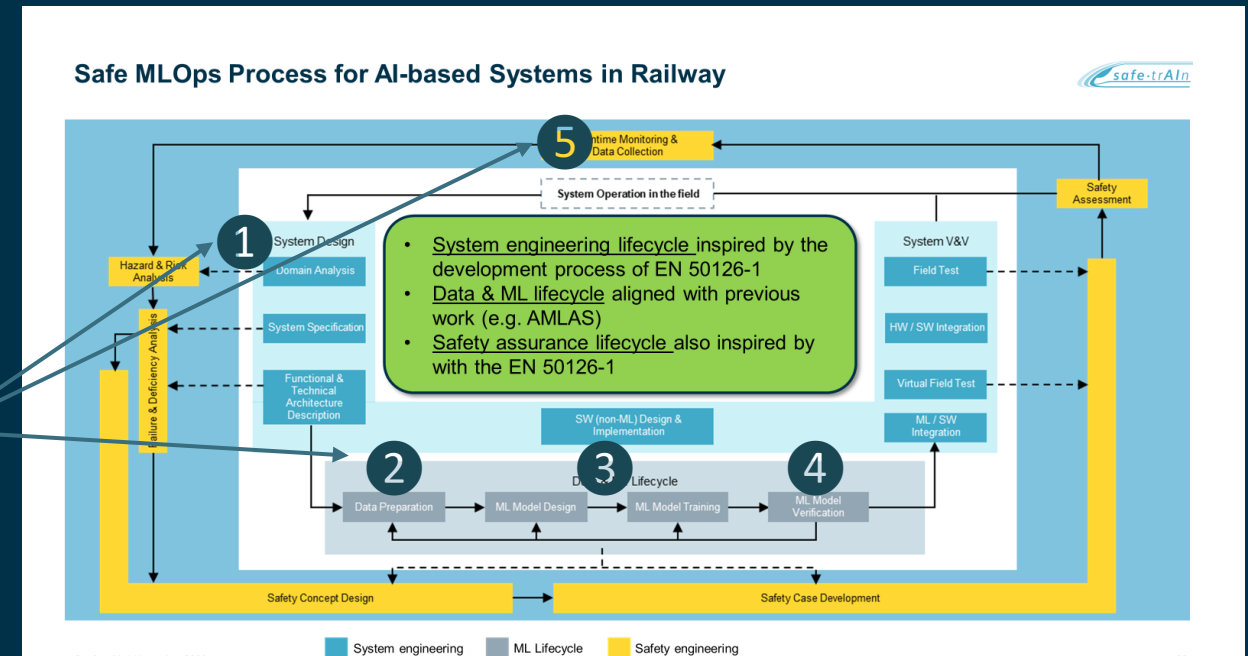 Safe MLOps Process for AI-based Systems in Railway
safe·trAIn
5
ntime Monitoring &
Data Collection
System Operation in the field
Safety
Assessment
1
System Design
System V&V
Hazard & Risk
Analysis
Domain Analysis
Field Test
• System engineering lifecycle inspired by the
development process of EN 50126-1
• Data & ML lifecycle aligned with previous
work (e.g. AMLAS)
• Safety assurance lifecycle also inspired by
with the EN 50126-1
System Specification
HW / SW Integration
Failure & Deficiency Analysis
Functional &
Technical
Architecture
Description
Virtual Field Test
SW (non-ML) Design &
Implementation
ML / SW
Integration
2
3
4
Lifecycle
Data Preparation
ML Model Design
ML Model Training
ML Model
Verification
Safety Concept Design
Safety Case Development
System engineering
ML Lifecycle
Safety engineering